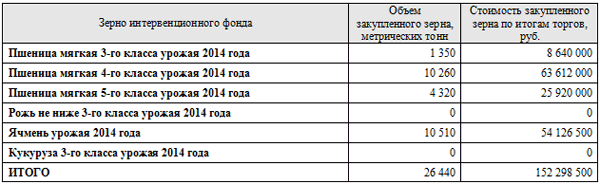 Зерно интервенционного фонда
Объем
закупленного зерна,
метрических тонн
Стоимость закупленного
зерна по итогам торгов,
руб.
Пшеница мягкая 3-го класса урожая 2014 года 1 350 8 640 000
Пшеница мягкая 4-го класса урожая 2014 года 10 260 63 612 000
Пшеница мягкая 5-го класса урожая 2014 года 4 320 25 920 000
Рожь не ниже 3-го класса урожая 2014 года 0 0
Ячмень урожая 2014 года 10 510 54 126 500
Кукуруза 3-го класса урожая 2014 года 0 0
ИТОГО 26 440 152 298 500